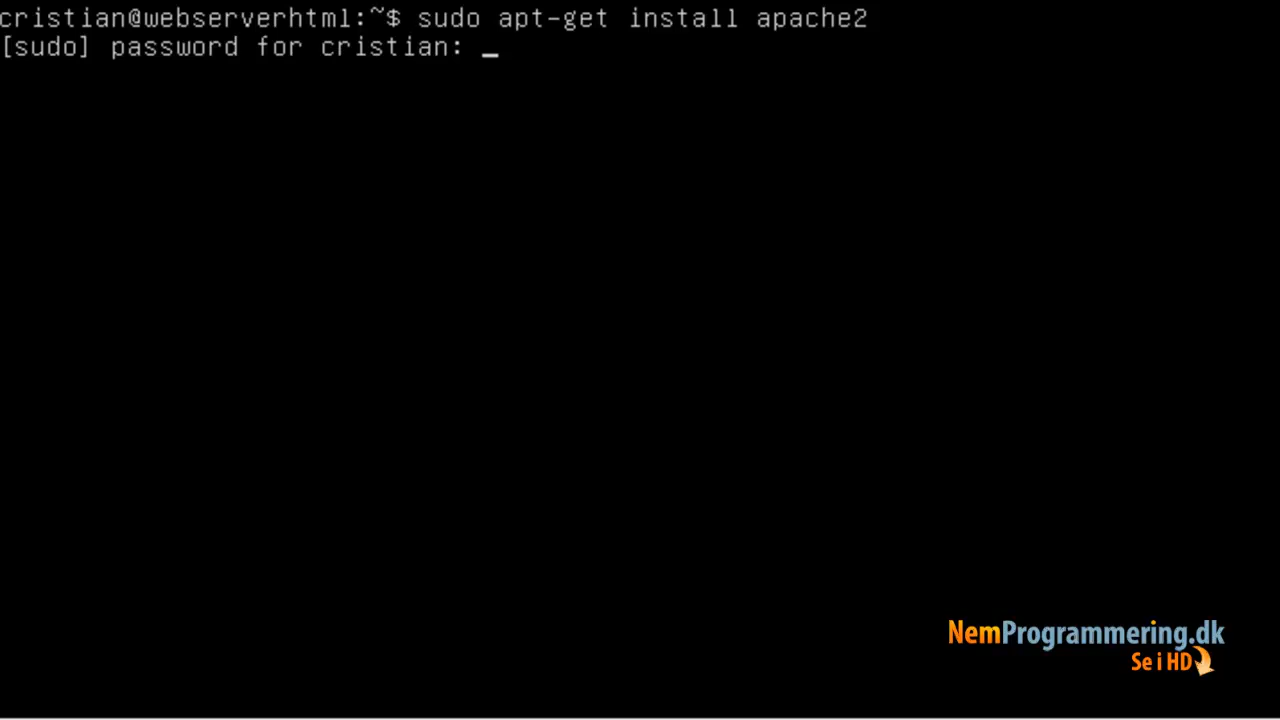 cristian@webserverhtml:~$ sudo apt-get install apache2
[sudo] password for cristian: _
NemProgrammering.dk
Se i HD